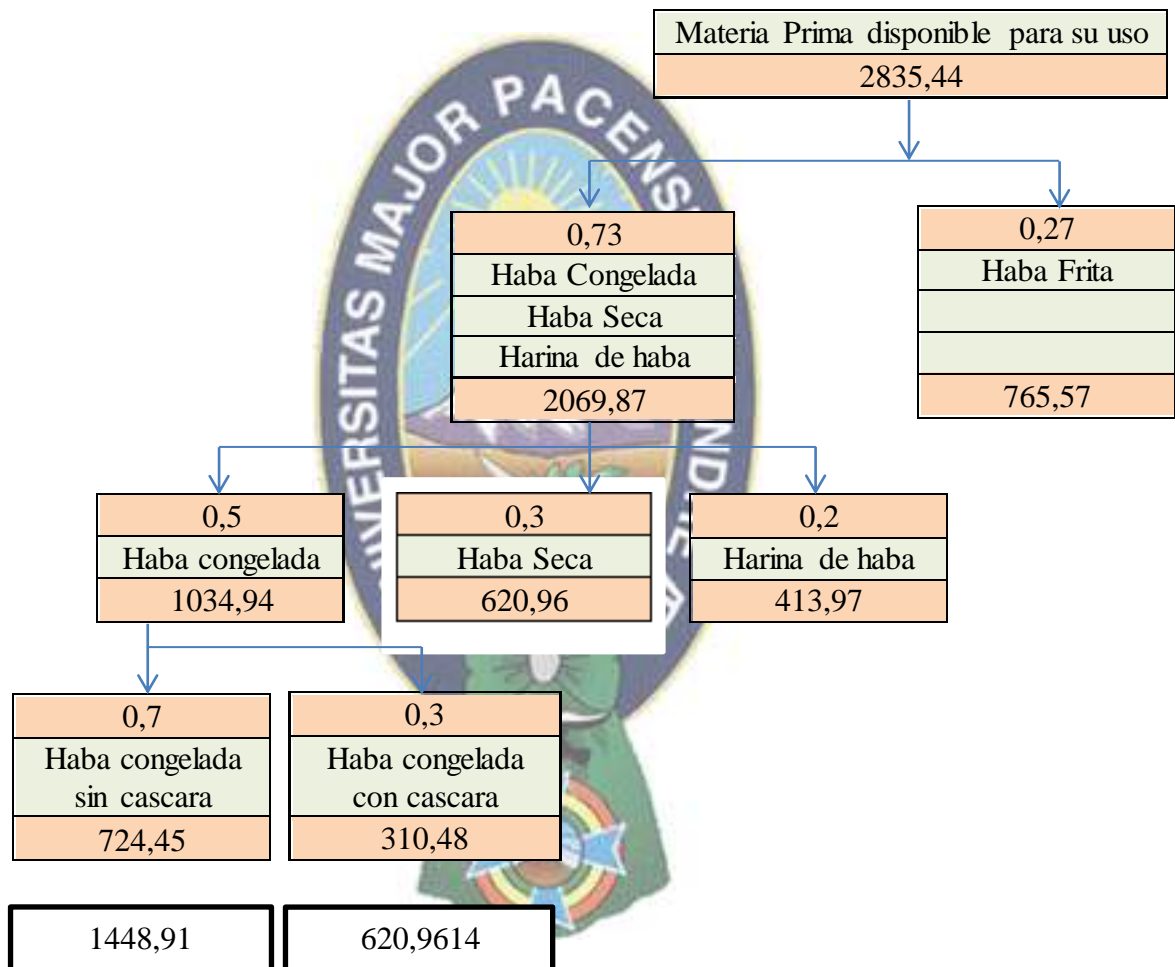 Materia Prima disponible para su uso
2835,44
UNIVERSITAS MAJOR PACENSIS
0,73
Haba Congelada
Haba Seca
Harina de haba
2069,87
0,27
Haba Frita
765,57
0,5
Haba congelada
1034,94
0,3
Haba Seca
620,96
0,2
Harina de haba
413,97
0,7
Haba congelada
sin cascara
724,45
0,3
Haba congelada
con cascara
310,48
1448,91
620,9614